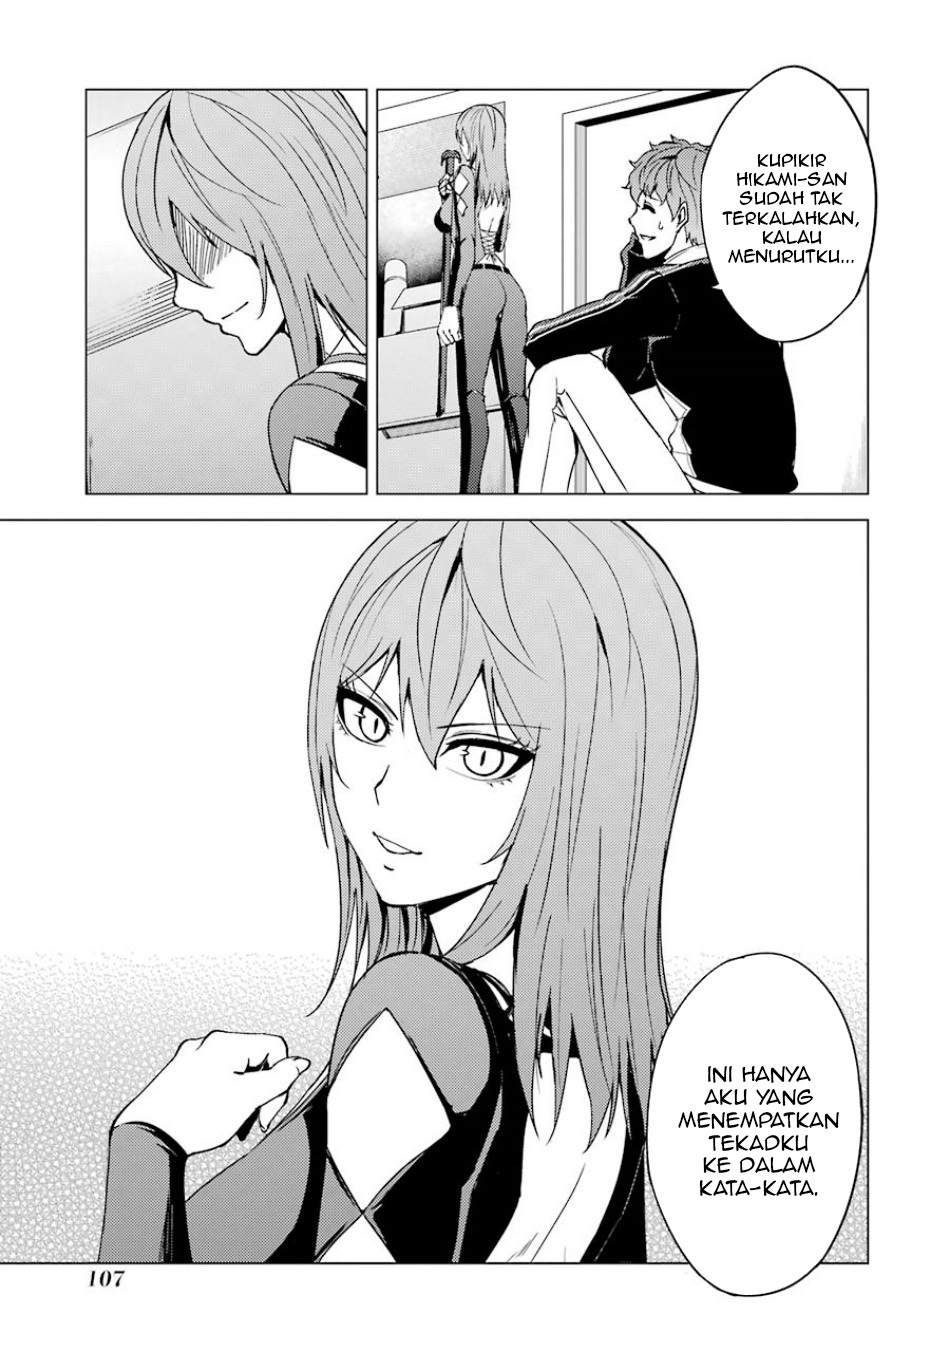 KUPIKIR
HIKAMI-SAN
SUDAH TAK
TERKALAHKAN,
KALAU
MENURUTKU...
INI HANYA
AKU YANG
MENEMPATKAN
TEKADKU
KE DALAM
KATA-KATA.
107